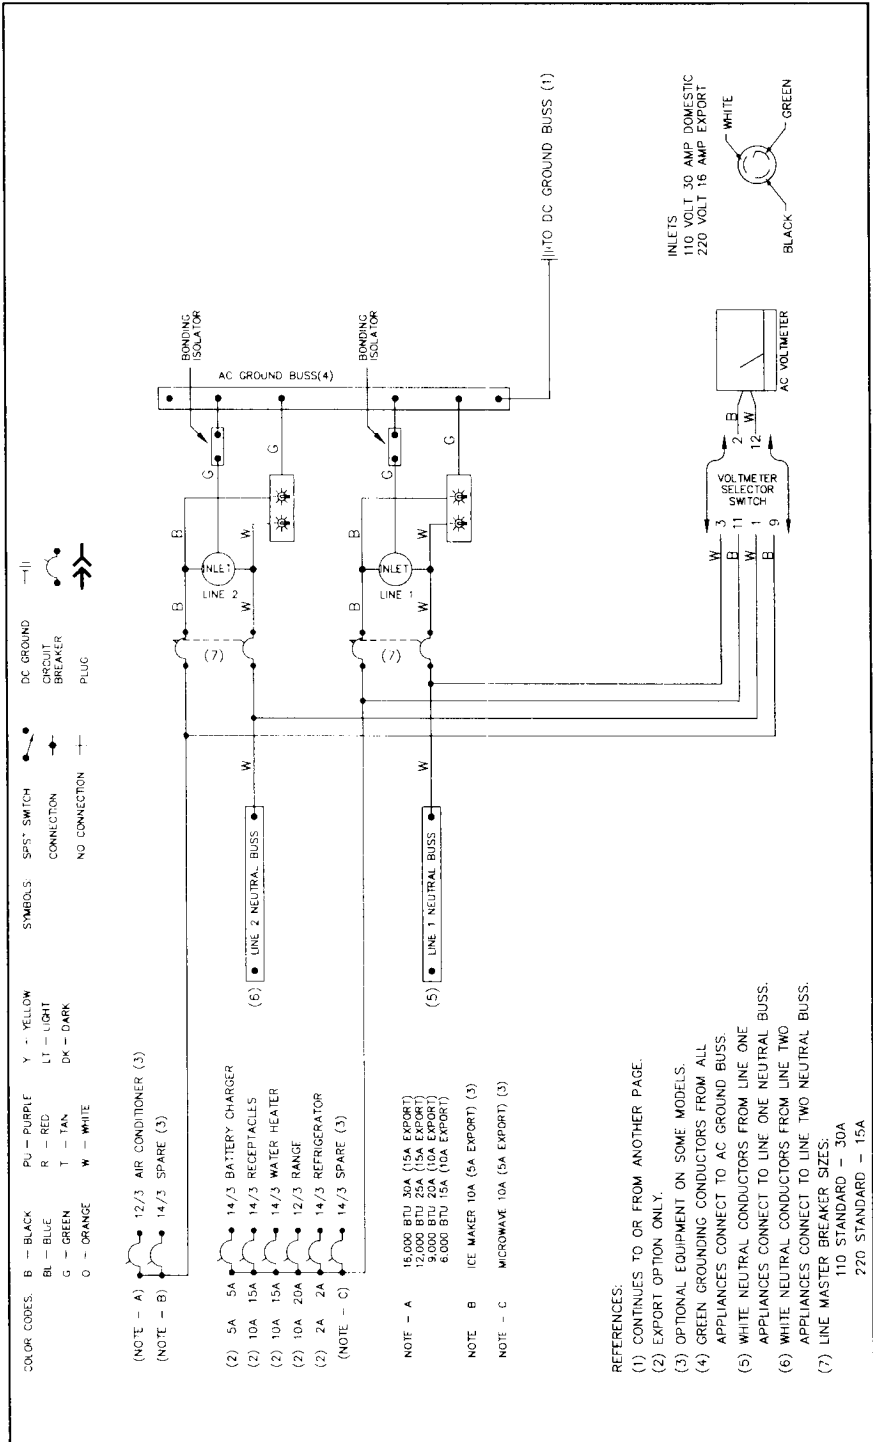 COLOR CODES: B - BLACK PU - PURPLE Y - YELLOW
BL - BLUE R - RED LT - LIGHT
G - GREEN T - TAN DK - DARK
O - ORANGE W - WHITE
SYMBOLS: SPST SWITCH DC GROUND
CONNECTION CIRCUIT
BREAKER
NO CONNECTION PLUG
(NOTE - A) 12/3 AIR CONDITIONER (3)
(NOTE - B) 14/3 SPARE (3)
(2) 5A 5A 14/3 BATTERY CHARGER
(2) 10A 15A 14/3 RECEPTACLES
(2) 10A 15A 14/3 WATER HEATER
(2) 10A 20A 12/3 RANGE
(2) 2A 2A 14/3 REFRIGERATOR
(NOTE - C) 14/3 SPARE (3)
NOTE - A 16,000 BTU 30A (15A EXPORT)
12,000 BTU 25A (15A EXPORT)
9,000 BTU 20A (10A EXPORT)
6,000 BTU 15A (10A EXPORT)
NOTE B ICE MAKER 10A (5A EXPORT) (3)
NOTE - C MICROWAVE 10A (5A EXPORT) (3)
(6) LINE 2 NEUTRAL BUSS
(5) LINE 1 NEUTRAL BUSS
W
W
(7)
(7)
B
W
B
W
B
W
B
W
INLET
LINE 2
INLET
LINE 1
G
G
G
G
BONDING
ISOLATOR
BONDING
ISOLATOR
AC GROUND BUSS(4)
TO DC GROUND BUSS (1)
W 3
B 11
W 1
B 9
VOLTMETER
SELECTOR
SWITCH
2 B
12 W
AC VOLTMETER
INLETS
110 VOLT 30 AMP DOMESTIC
220 VOLT 16 AMP EXPORT
WHITE
BLACK
GREEN
REFERENCES:
(1) CONTINUES TO OR FROM ANOTHER PAGE.
(2) EXPORT OPTION ONLY.
(3) OPTIONAL EQUIPMENT ON SOME MODELS.
(4) GREEN GROUNDING CONDUCTORS FROM ALL
APPLIANCES CONNECT TO AC GROUND BUSS.
(5) WHITE NEUTRAL CONDUCTORS FROM LINE ONE
APPLIANCES CONNECT TO LINE ONE NEUTRAL BUSS.
(6) WHITE NEUTRAL CONDUCTORS FROM LINE TWO
APPLIANCES CONNECT TO LINE TWO NEUTRAL BUSS.
(7) LINE MASTER BREAKER SIZES:
110 STANDARD - 30A
220 STANDARD - 15A